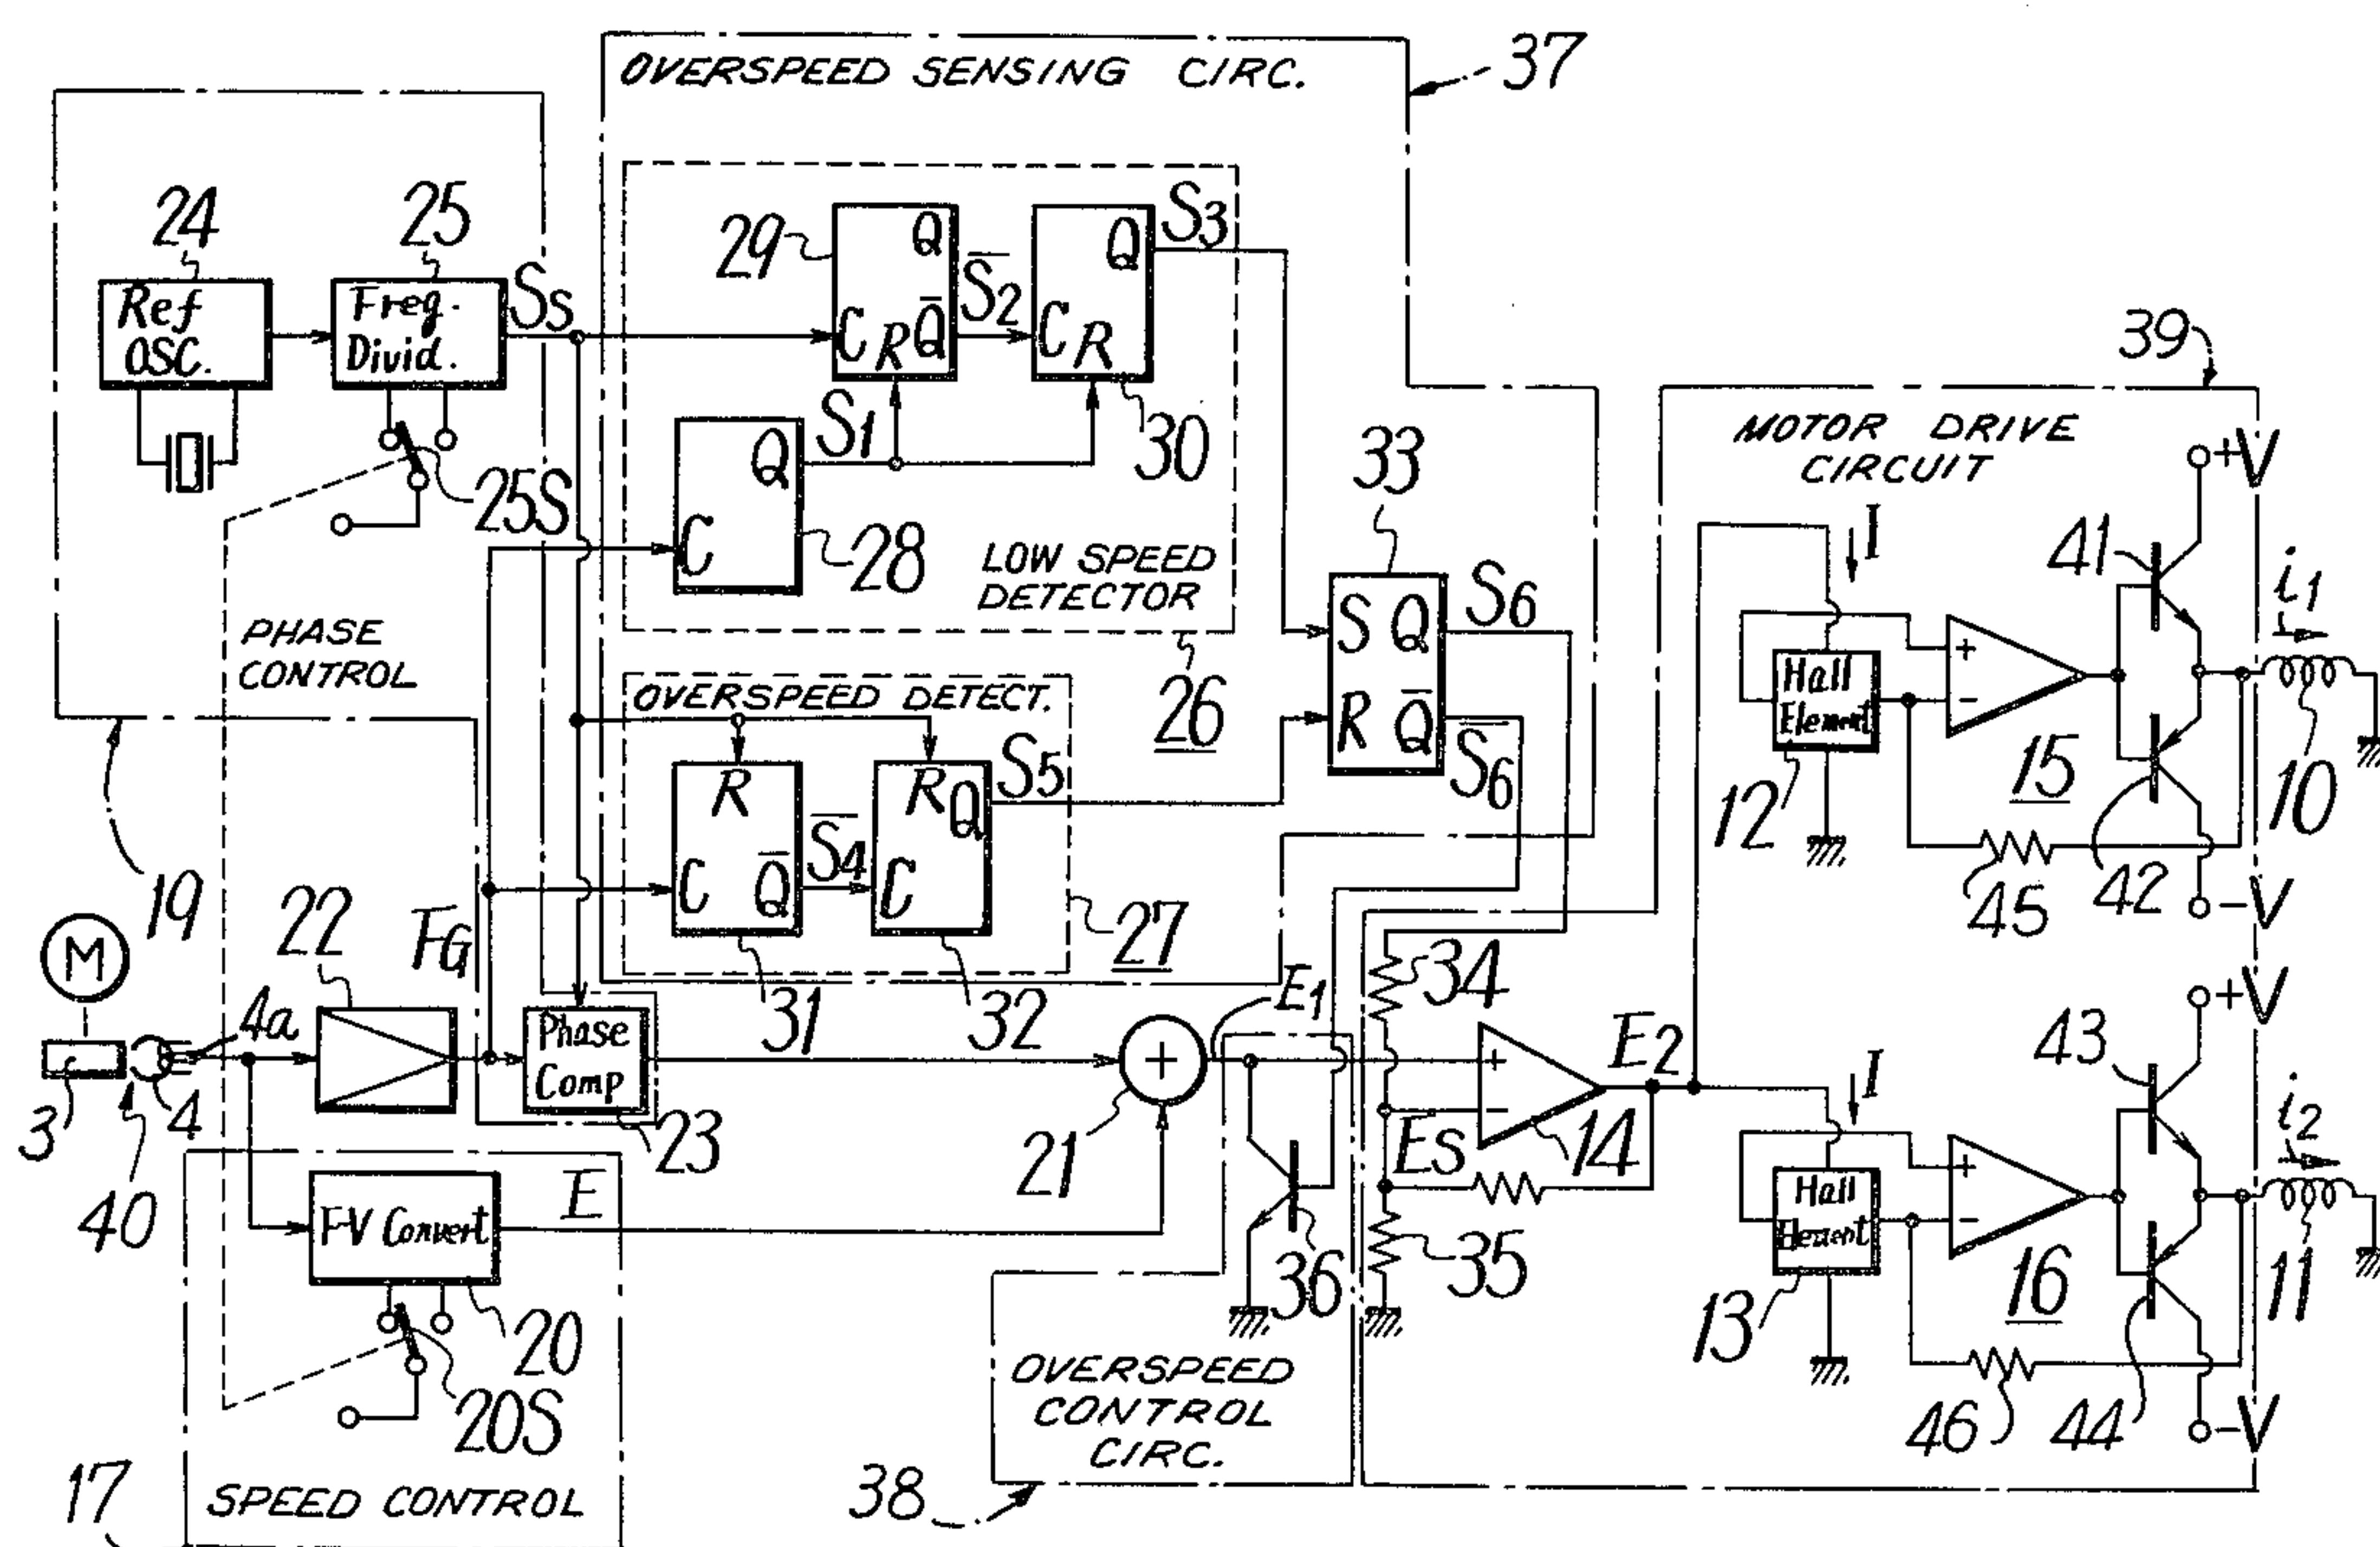 OVERSPEED SENSING CIRC.
37
24
25
Ref
OSC.
Freq.
Divid.
SS
25S
PHASE
CONTROL
19
29
Q
C R Q̅
S̅2
Q
C R
S3
30
S1
Q
C
28
LOW SPEED
DETECTOR
26
OVERSPEED DETECT.
R
C Q̅
S̅4
R Q
C
S5
31
32
27
33
S Q
R Q̅
S6
S̅6
39
MOTOR DRIVE
CIRCUIT
+V
41
I
i1
Hall
Element
+
-
12
15
42
10
45
-V
M
3
4
4a
40
22
FG
Phase
Comp
23
+
21
E1
34
+
-
14
E2
ES
35
36
FV Convert
E
20
20S
SPEED CONTROL
17
OVERSPEED
CONTROL
CIRC.
38
+V
43
I
i2
Hall
Element
+
-
13
16
44
11
46
-V